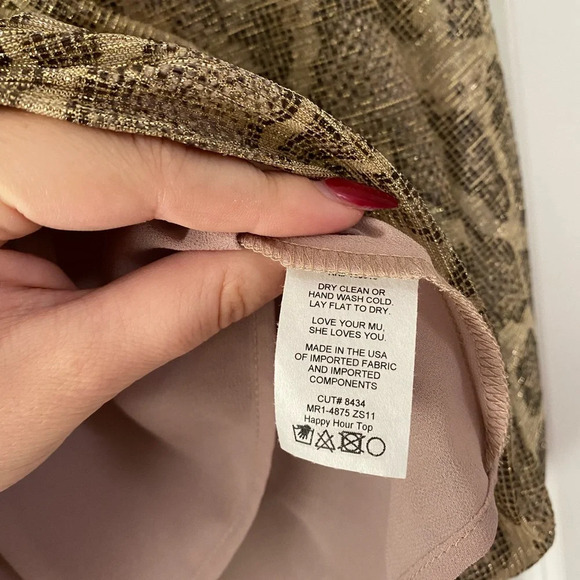 DRY CLEAN OR
HAND WASH COLD.
LAY FLAT TO DRY.
LOVE YOUR MU,
SHE LOVES YOU.
MADE IN THE USA
OF IMPORTED FABRIC
AND IMPORTED
COMPONENTS
CUT# 8434
MR1-4875 ZS11
Happy Hour Top